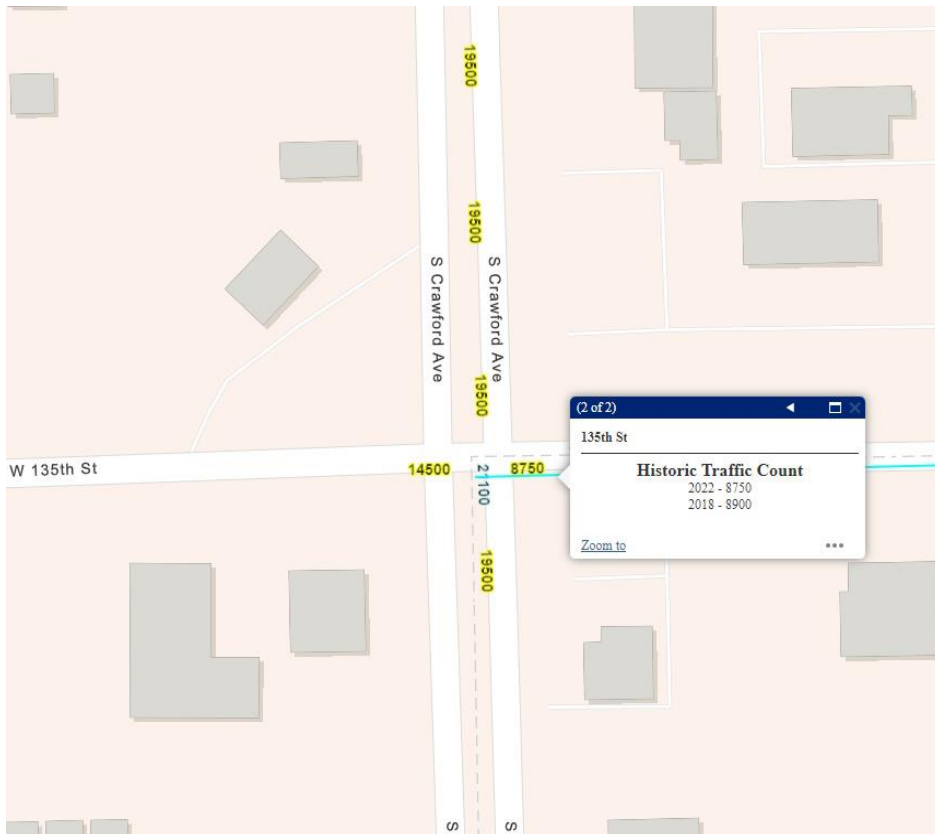 19500
19500
S Crawford Ave
S Crawford Ave
19500
(2 of 2)
135th St
Historic Traffic Count
2022 - 8750
2018 - 8900
Zoom to
W 135th St
14500
21100
8750
19500
S
S